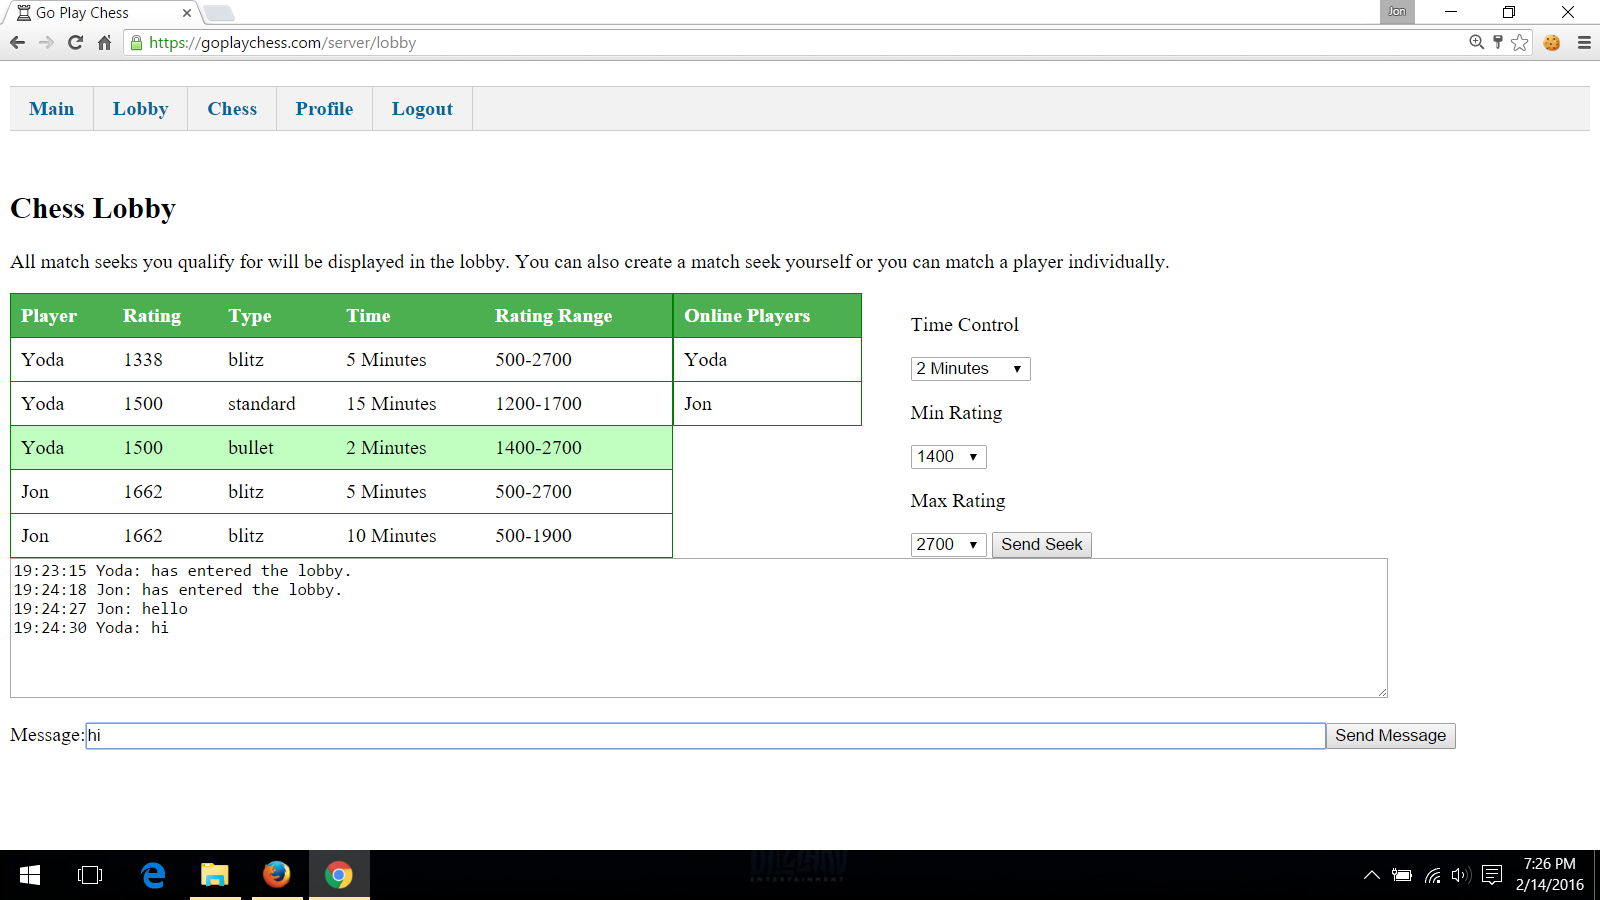 Go Play Chess
Jon
https://goplaychess.com/server/lobby
Main Lobby Chess Profile Logout
Chess Lobby
All match seeks you qualify for will be displayed in the lobby. You can also create a match seek yourself or you can match a player individually.
Player Rating Type Time Rating Range Online Players
Yoda 1338 blitz 5 Minutes 500-2700 Yoda
Yoda 1500 standard 15 Minutes 1200-1700 Jon
Yoda 1500 bullet 2 Minutes 1400-2700
Jon 1662 blitz 5 Minutes 500-2700
Jon 1662 blitz 10 Minutes 500-1900
Time Control
2 Minutes
Min Rating
1400
Max Rating
2700 Send Seek
19:23:15 Yoda: has entered the lobby.
19:24:18 Jon: has entered the lobby.
19:24:27 Jon: hello
19:24:30 Yoda: hi
Message: hi Send Message
BLIZZARD
ENTERTAINMENT
7:26 PM
2/14/2016